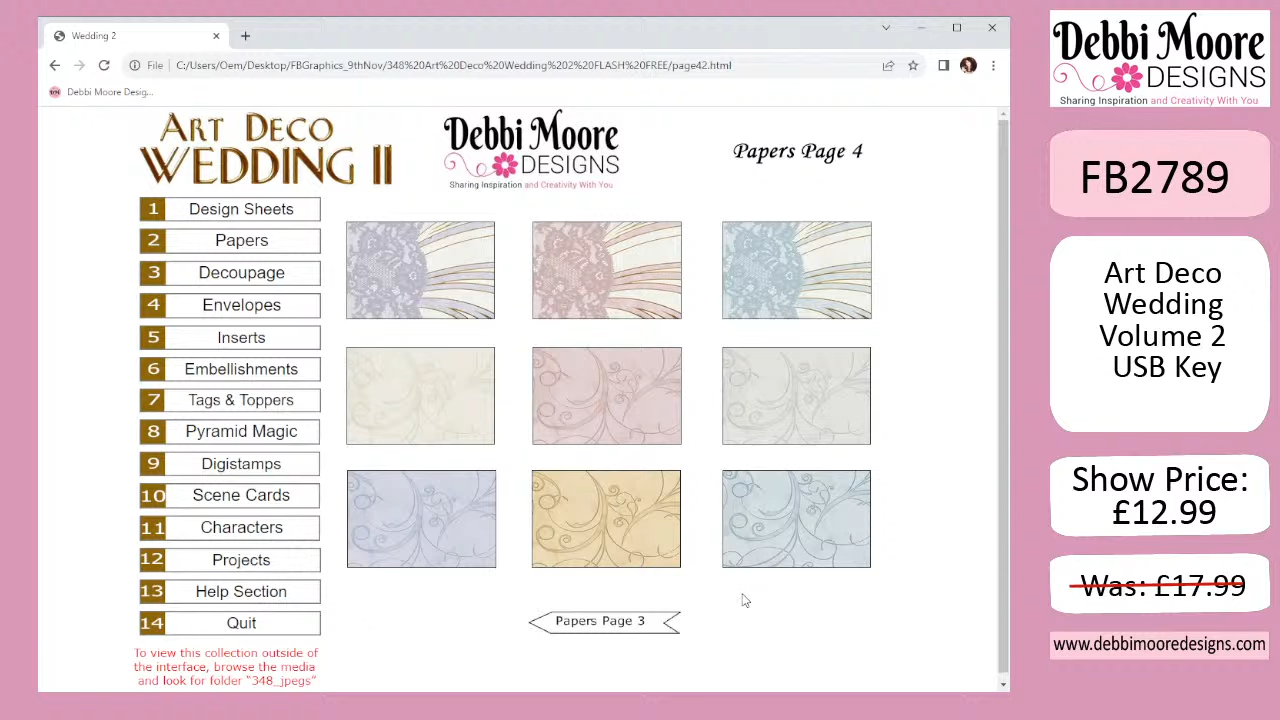 Wedding 2
File
C:/Users/Oem/Desktop/FBGraphics_9thNov/348%20Art%20Deco%20Wedding%202%20FLASH%20FREE/page42.html
Debbi Moore Desig...
ART DECO
WEDDING II
Debbi Moore
DESIGNS
Sharing Inspiration and Creativity With You
Papers Page 4
1 Design Sheets
2 Papers
3 Decoupage
4 Envelopes
5 Inserts
6 Embellishments
7 Tags & Toppers
8 Pyramid Magic
9 Digistamps
10 Scene Cards
11 Characters
12 Projects
13 Help Section
14 Quit
To view this collection outside of
the interface, browse the media
and look for folder "348_jpegs"
Papers Page 3
Debbi Moore
DESIGNS
Sharing Inspiration and Creativity With You
FB2789
Art Deco
Wedding
Volume 2
USB Key
Show Price:
£12.99
Was: £17.99
www.debbimooredesigns.com